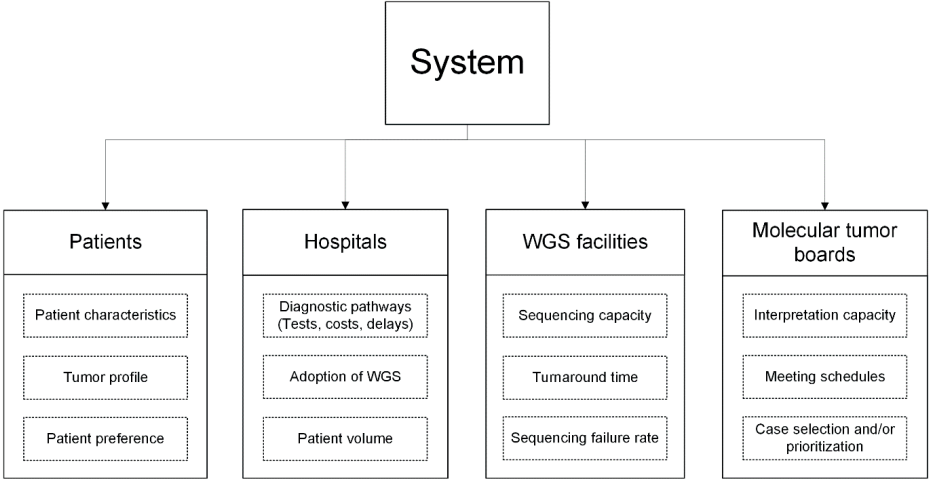 System
Patients
Patient characteristics
Tumor profile
Patient preference
Hospitals
Diagnostic pathways
(Tests, costs, delays)
Adoption of WGS
Patient volume
WGS facilities
Sequencing capacity
Turnaround time
Sequencing failure rate
Molecular tumor
boards
Interpretation capacity
Meeting schedules
Case selection and/or
prioritization